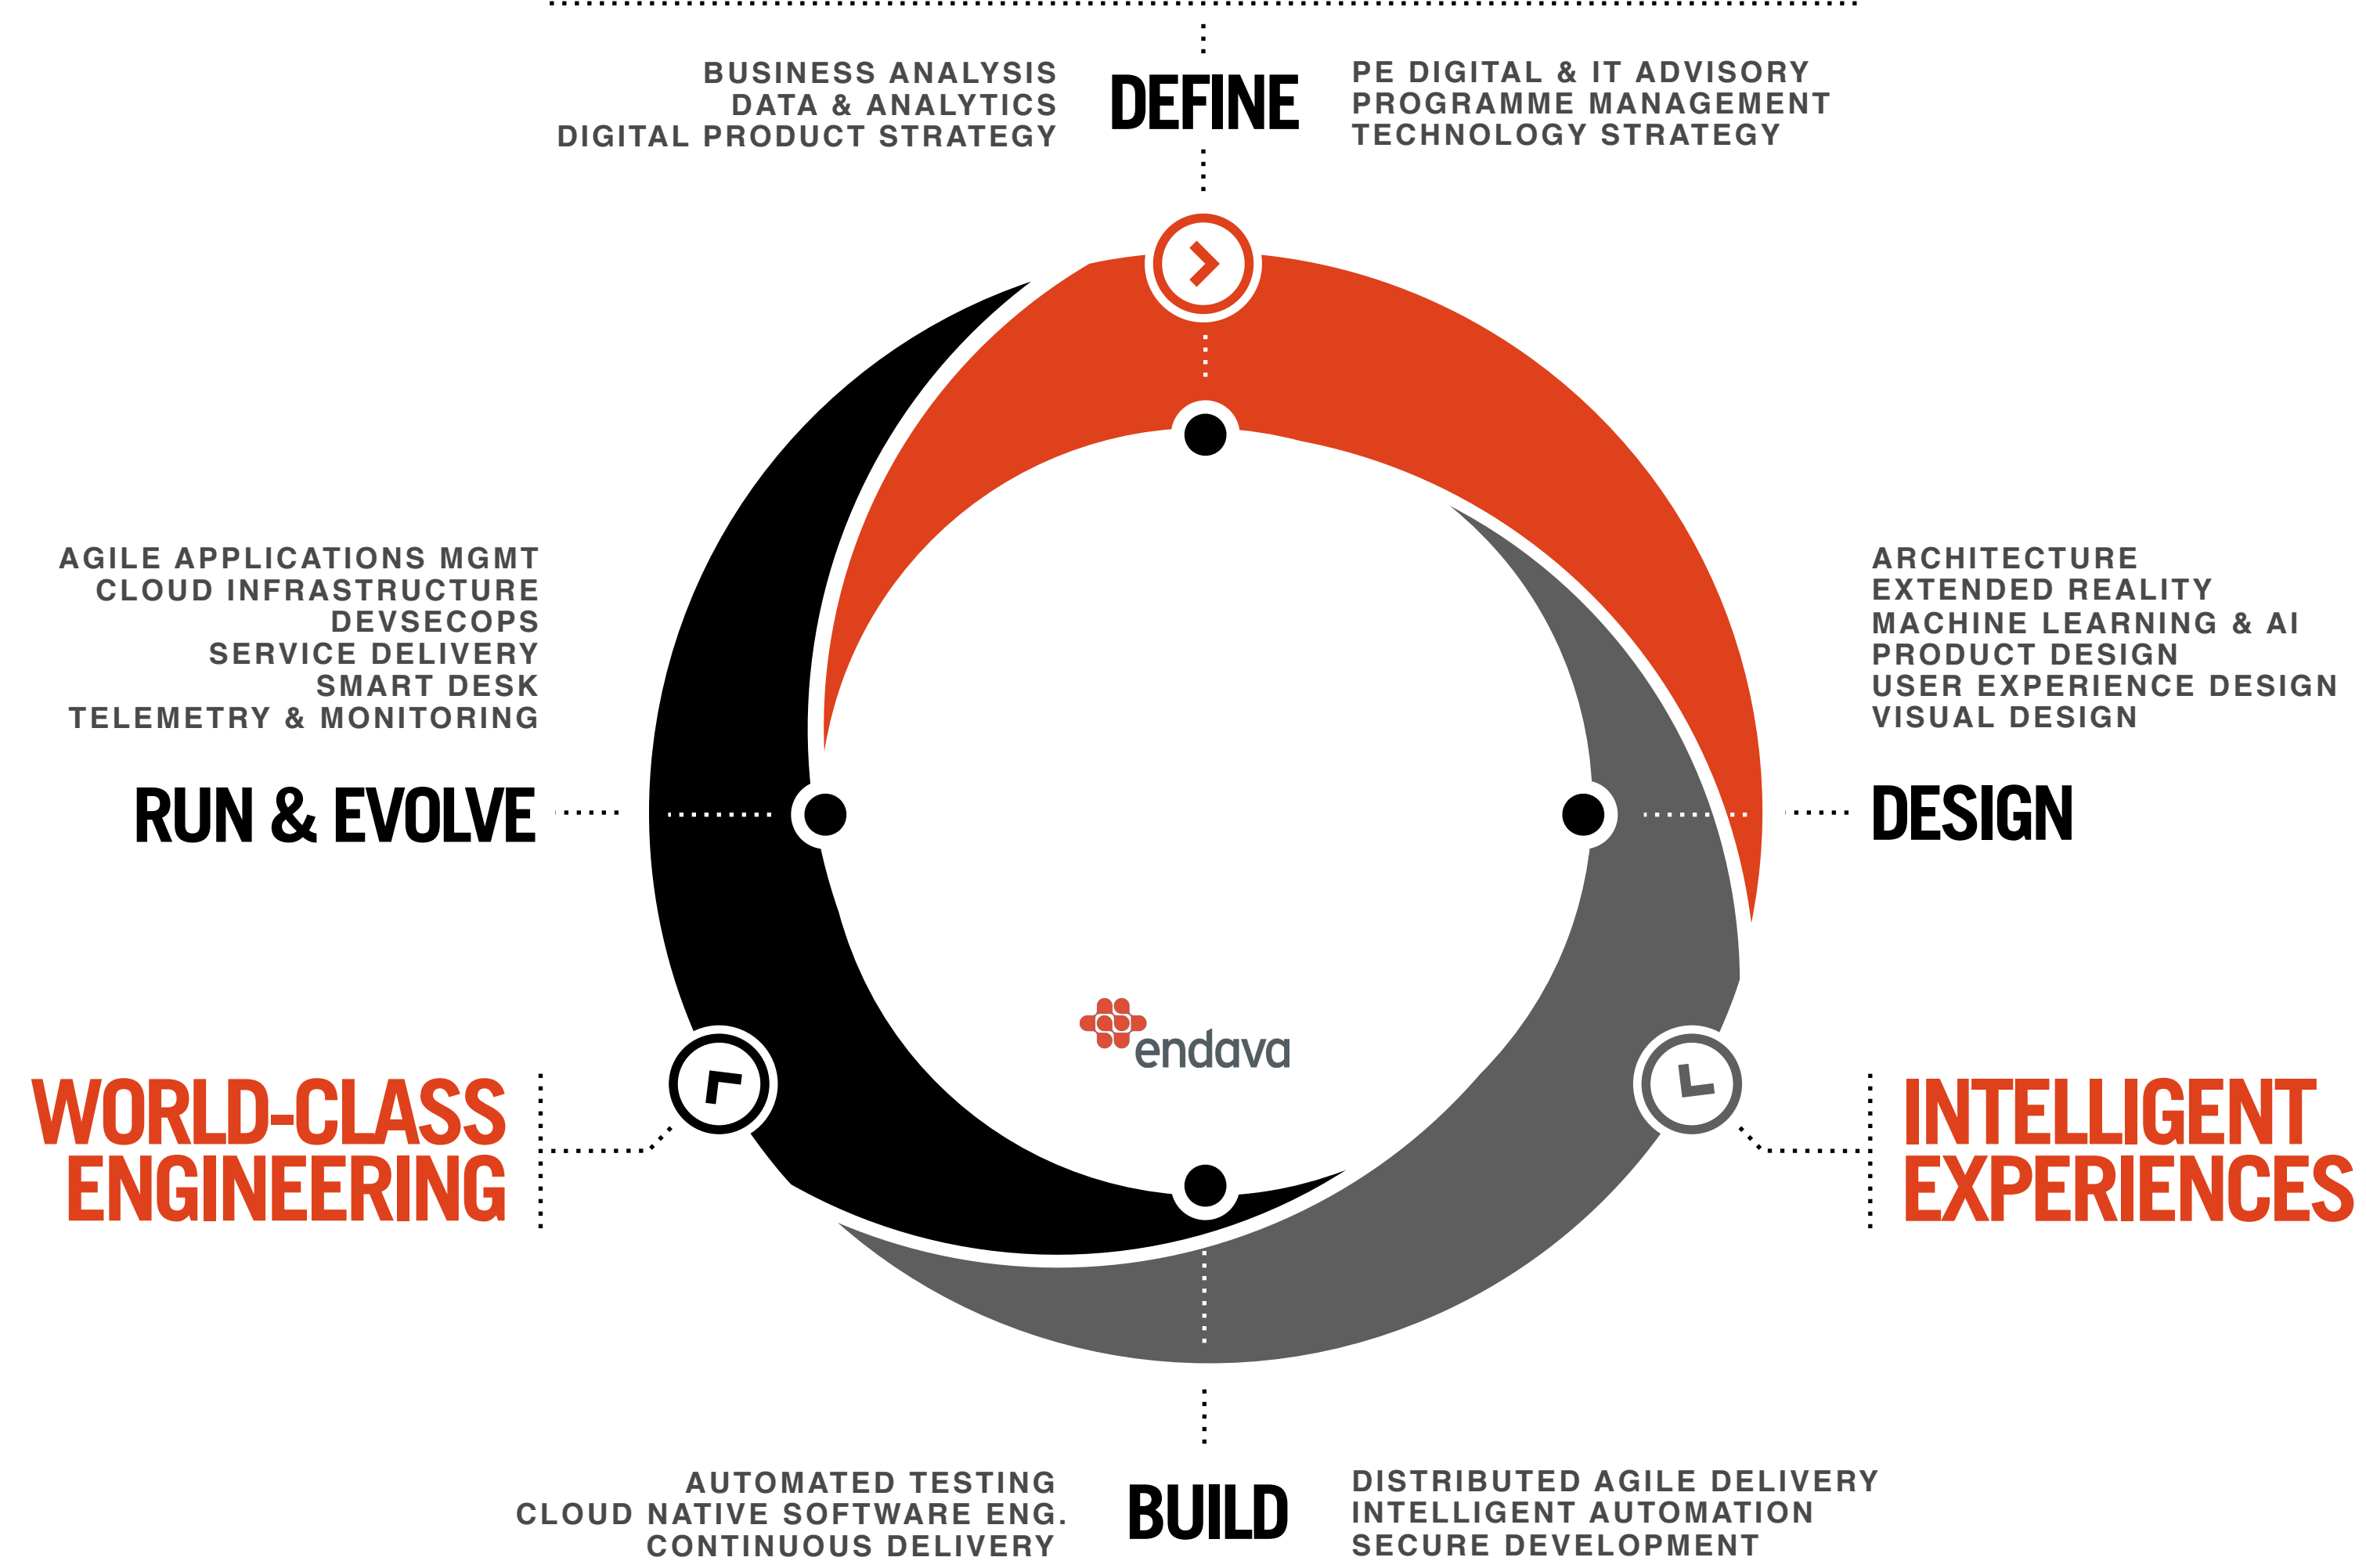 BUSINESS ANALYSIS
DATA & ANALYTICS
DIGITAL PRODUCT STRATEGY
DEFINE
PE DIGITAL & IT ADVISORY
PROGRAMME MANAGEMENT
TECHNOLOGY STRATEGY
AGILE APPLICATIONS MGMT
CLOUD INFRASTRUCTURE
DEVSECOPS
SERVICE DELIVERY
SMART DESK
TELEMETRY & MONITORING
RUN & EVOLVE
ARCHITECTURE
EXTENDED REALITY
MACHINE LEARNING & AI
PRODUCT DESIGN
USER EXPERIENCE DESIGN
VISUAL DESIGN
DESIGN
WORLD-CLASS
ENGINEERING
endava
INTELLIGENT
EXPERIENCES
AUTOMATED TESTING
CLOUD NATIVE SOFTWARE ENG.
CONTINUOUS DELIVERY
BUILD
DISTRIBUTED AGILE DELIVERY
INTELLIGENT AUTOMATION
SECURE DEVELOPMENT